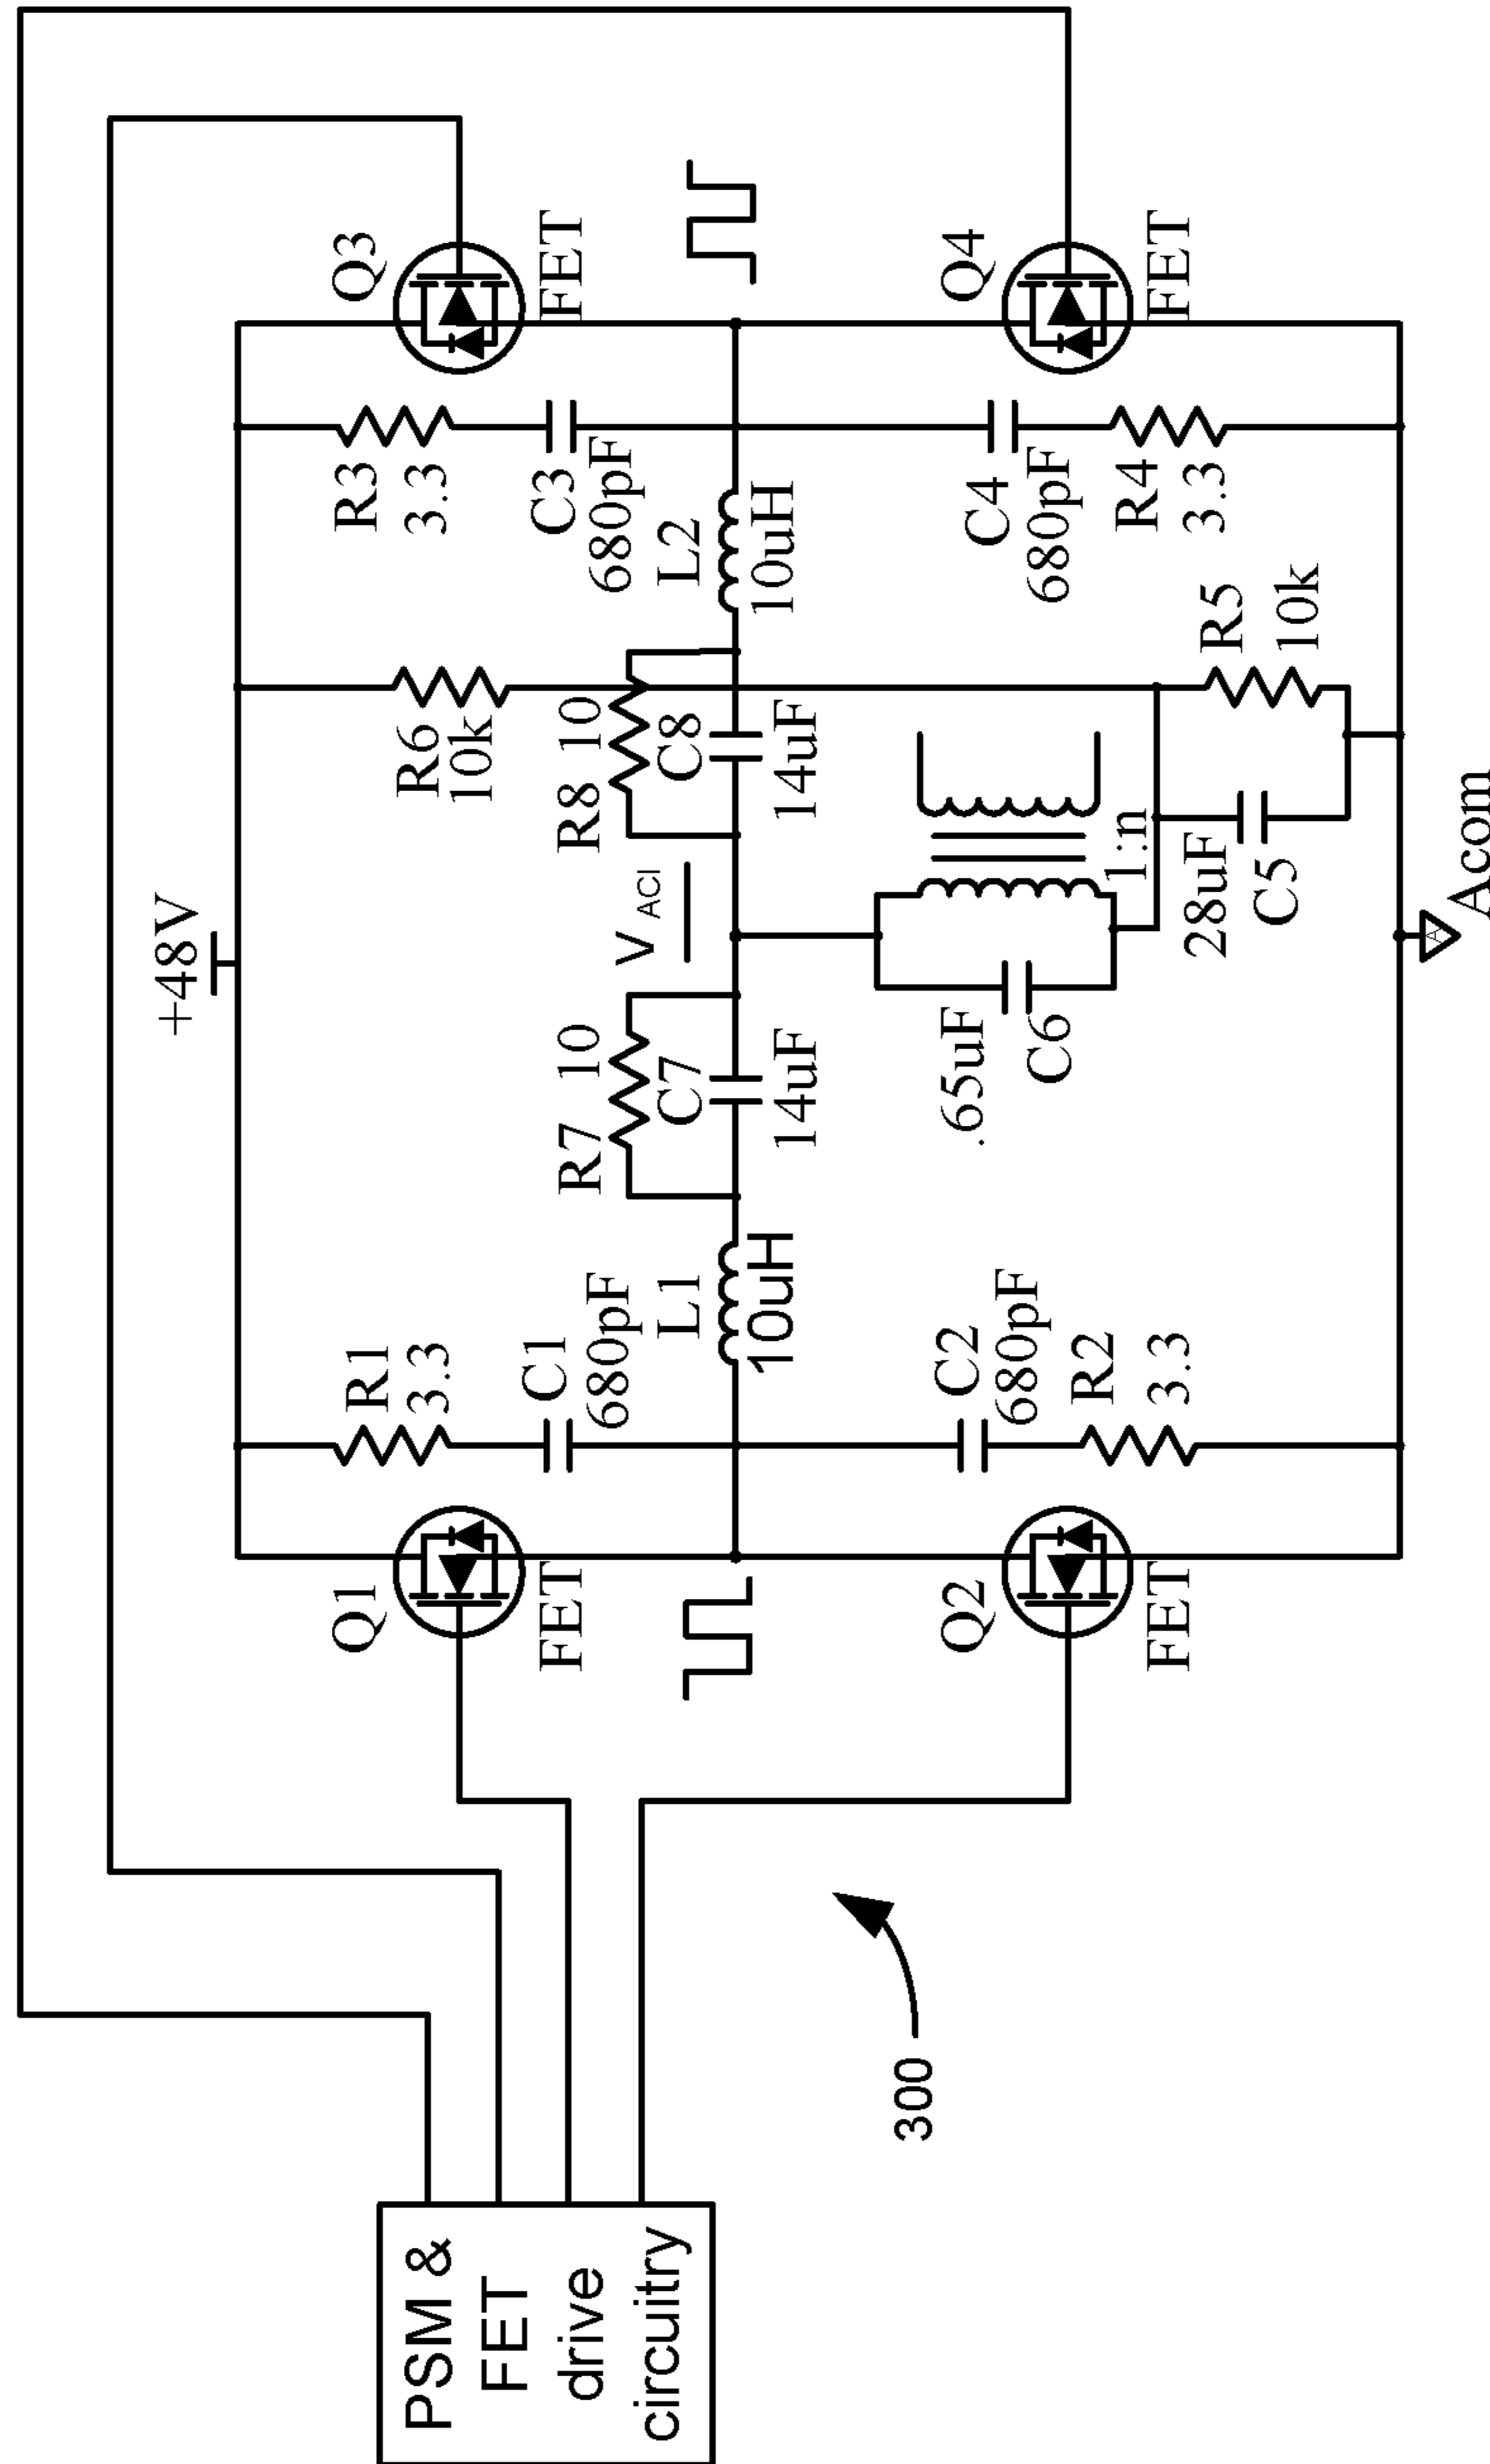 PSM &
FET
drive
circuitry
300
+48V
Q1
FET
Q2
FET
R1
3.3
C1
680pF
C2
680pF
R2
3.3
L1
10uH
R7 10
C7
14uF
V ACI
.65uF
C6
1:n
28uF
C5
R6
10k
R8 10
C8
14uF
R5
10k
R3
3.3
C3
680pF
L2
10uH
C4
680pF
R4
3.3
Q3
FET
Q4
FET
A
Acom